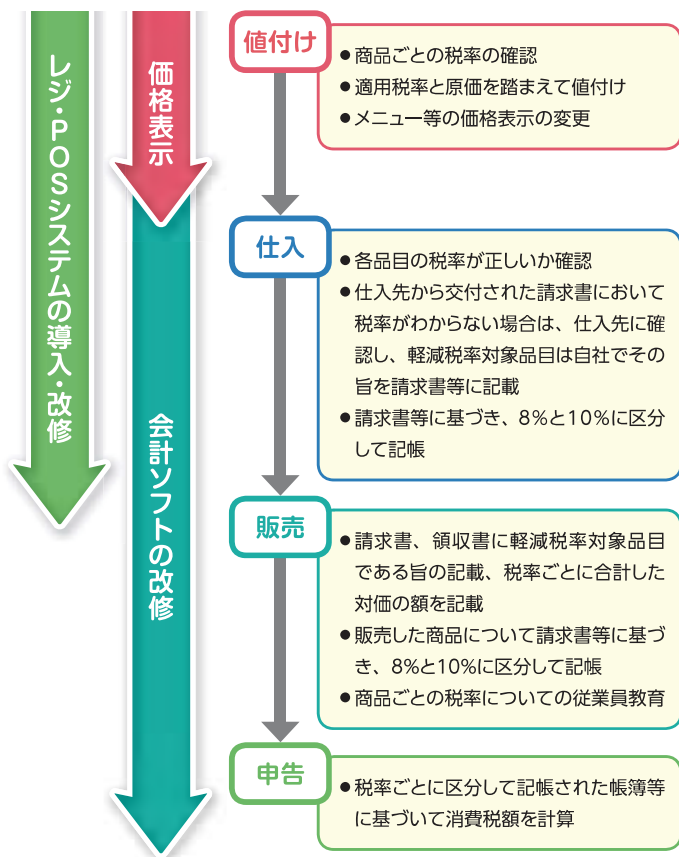 レジ・POSシステムの導入・改修
価格表示
会計ソフトの改修
値付け
●商品ごとの税率の確認
●適用税率と原価を踏まえて値付け
●メニュー等の価格表示の変更
仕入
●各品目の税率が正しいか確認
●仕入先から交付された請求書において
税率がわからない場合は、仕入先に確
認し、軽減税率対象品目は自社でその
旨を請求書等に記載
●請求書等に基づき、8%と10%に区分
して記帳
販売
●請求書、領収書に軽減税率対象品目
である旨の記載、税率ごとに合計した
対価の額を記載
●販売した商品について請求書等に基づ
き、8%と10%に区分して記帳
●商品ごとの税率についての従業員教育
申告
●税率ごとに区分して記帳された帳簿等
に基づいて消費税額を計算